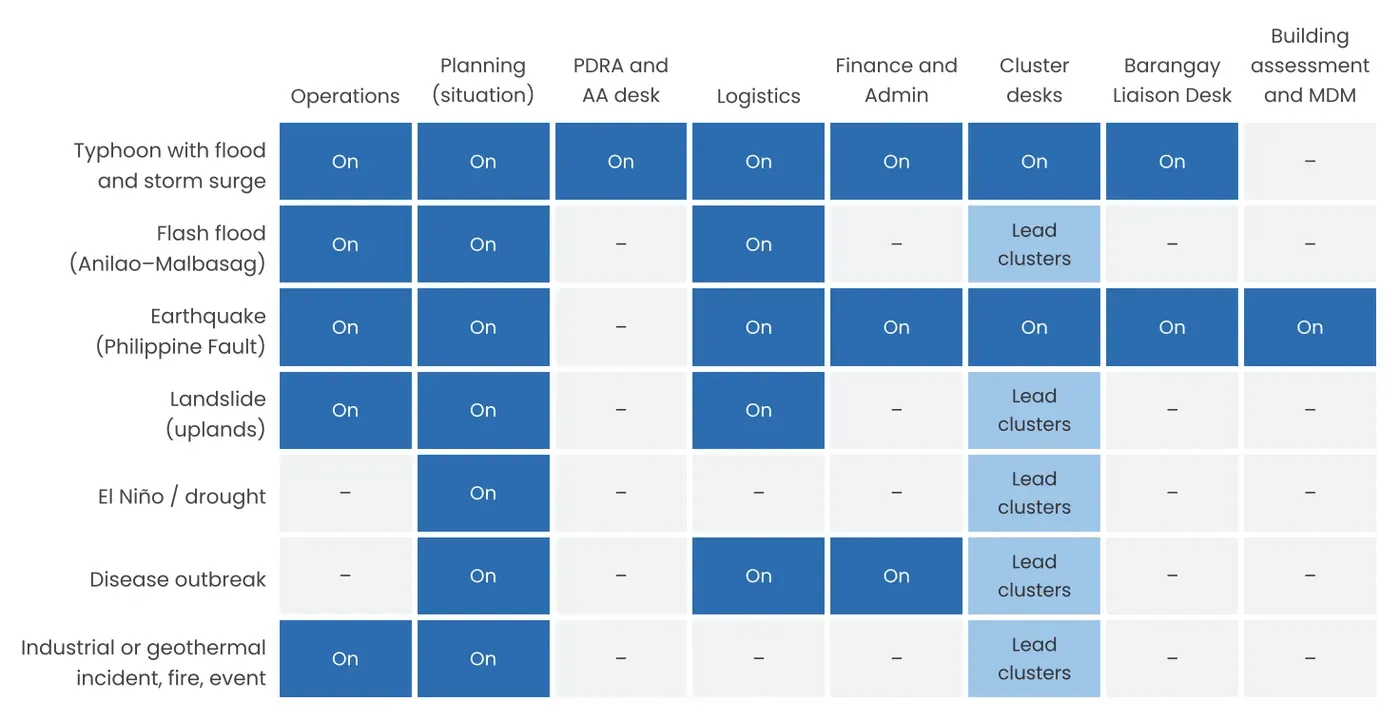 Building
Planning PDRA and Finance and Cluster Barangay assessment
Operations (situation) AA desk Logistics Admin desks Liaison Desk and MDM
Typhoon with flood
and storm surge
On On On On On On On –
Flash flood
(Anilao–Malbasag)
On On – On – Lead
clusters
– –
Earthquake
(Philippine Fault)
On On – On On On On On
Landslide
(uplands)
On On – On – Lead
clusters
– –
El Niño / drought
– On – – – Lead
clusters
– –
Disease outbreak
– On – On On Lead
clusters
– –
Industrial or geothermal
incident, fire, event
On On – – – Lead
clusters
– –